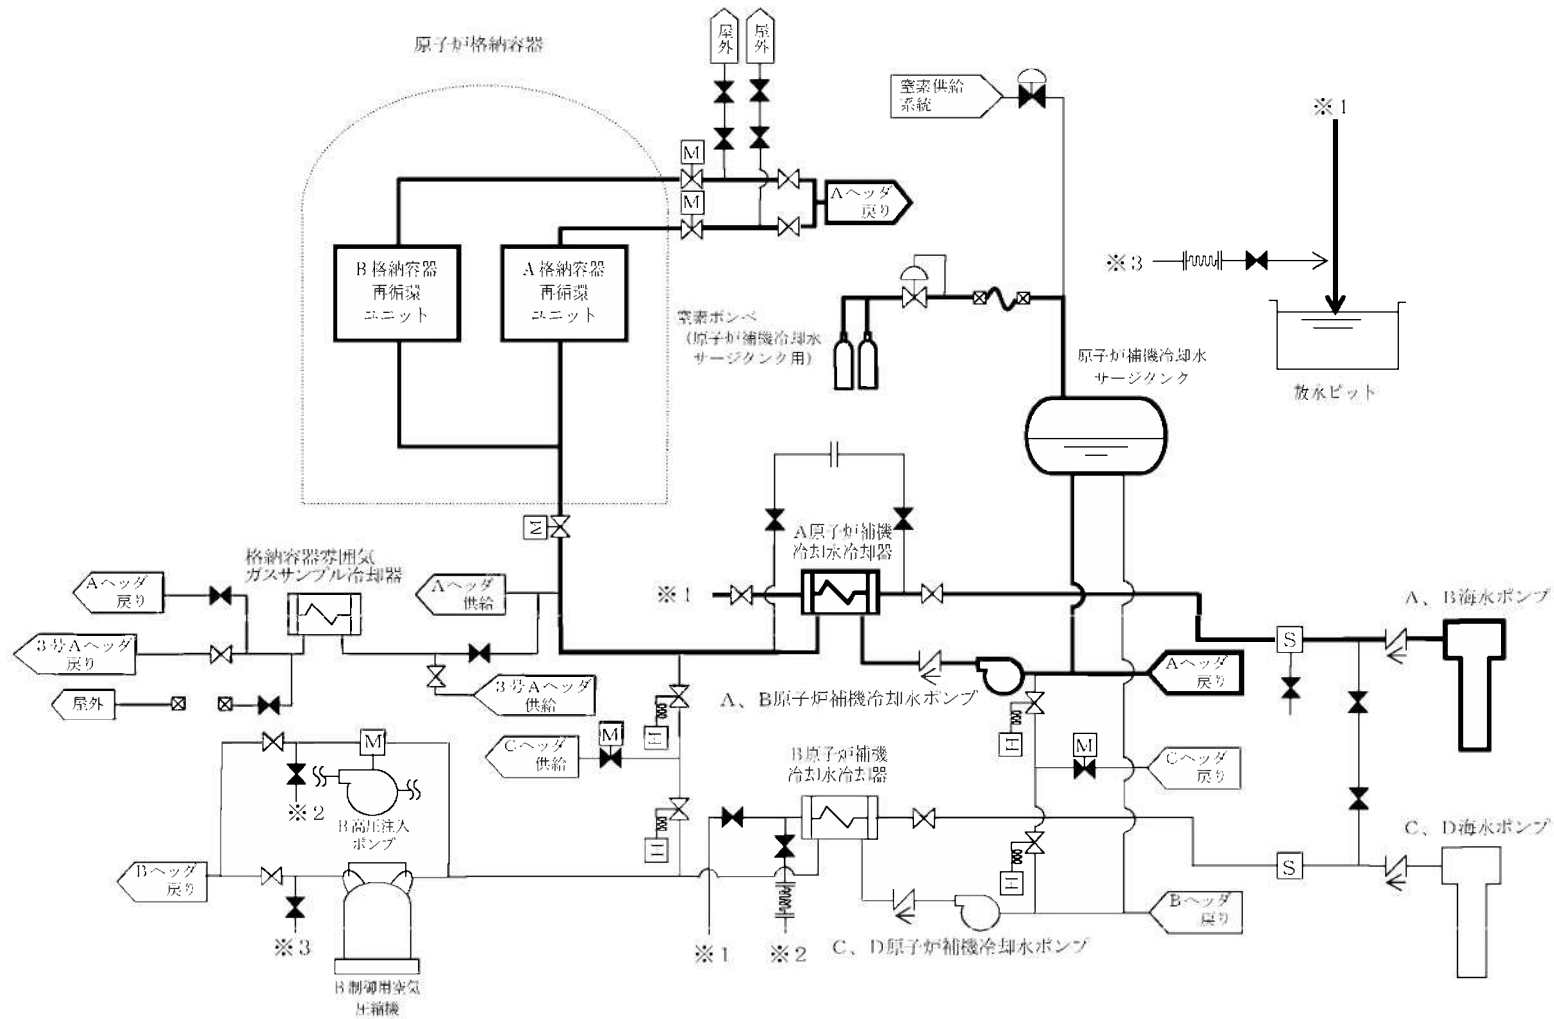 原子炉格納容器
屋外
屋外
窒素供給
系統
※1
M
M
Aヘッダ
戻り
※3
B格納容器
再循環
ユニット
A格納容器
再循環
ユニット
窒素ボンベ
(原子炉補機冷却水
サージタンク用)
原子炉補機冷却水
サージタンク
放水ピット
M
A原子炉補機
冷却水冷却器
格納容器雰囲気
ガスサンプル冷却器
Aヘッダ
戻り
Aヘッダ
供給
※1
A、B海水ポンプ
3号Aヘッダ
戻り
S
Aヘッダ
戻り
屋外
3号Aヘッダ
供給
A、B原子炉補機冷却水ポンプ
H
H
M
Cヘッダ
供給
M
M
Cヘッダ
戻り
B原子炉補機
冷却水冷却器
※2
B高圧注入
ポンプ
C、D海水ポンプ
H
H
S
Bヘッダ
戻り
Bヘッダ
戻り
※3
※1
※2
C、D原子炉補機冷却水ポンプ
B制御用空気
圧縮機